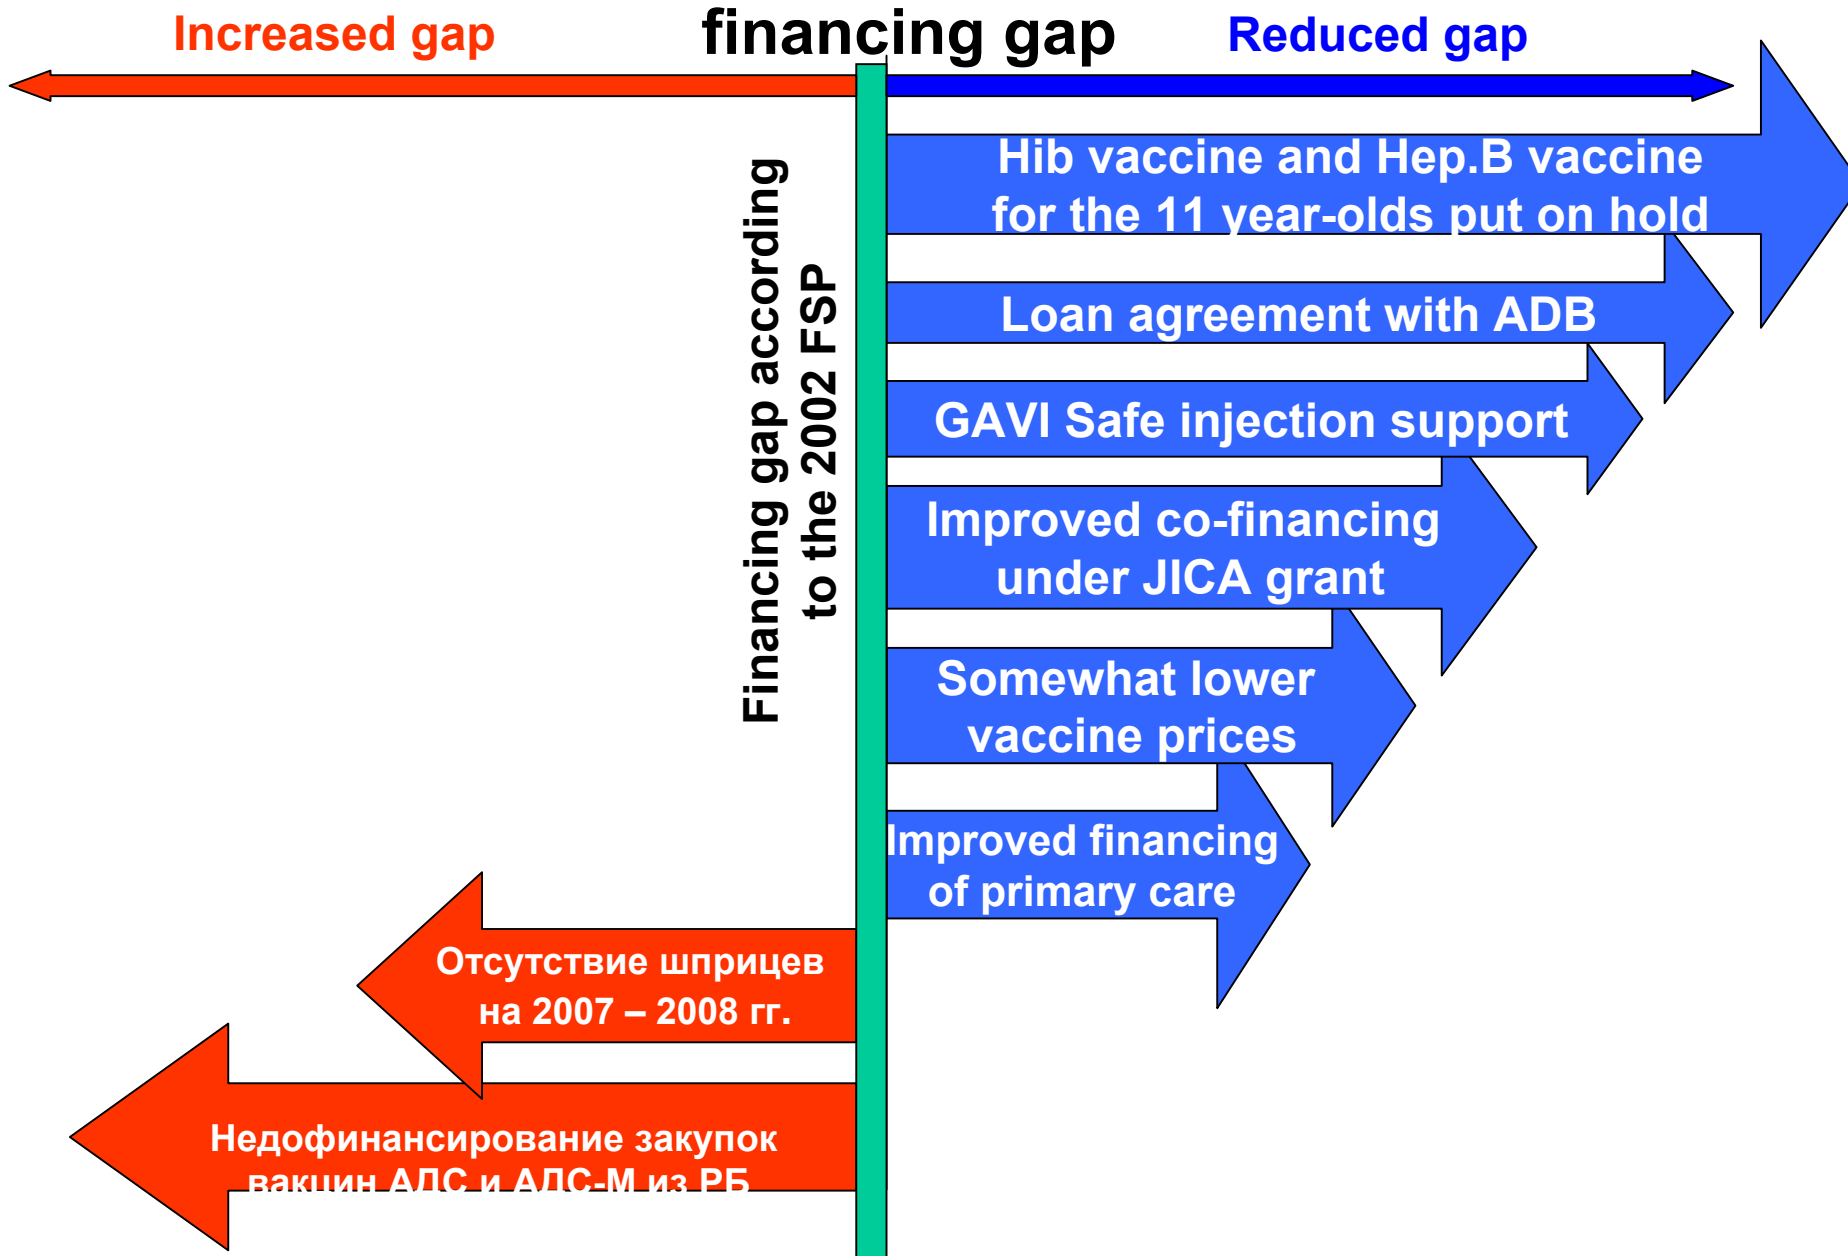 financing gap
Increased gap
Reduced gap
Financing gap according
to the 2002 FSP
Hib vaccine and Hep.B vaccine
for the 11 year-olds put on hold
Loan agreement with ADB
GAVI Safe injection support
Improved co-financing
under JICA grant
Somewhat lower
vaccine prices
Improved financing
of primary care
Отсутствие шприцев
на 2007 – 2008 гг.
Недофинансирование закупок
вакцин АДС и АДС-М из РБ